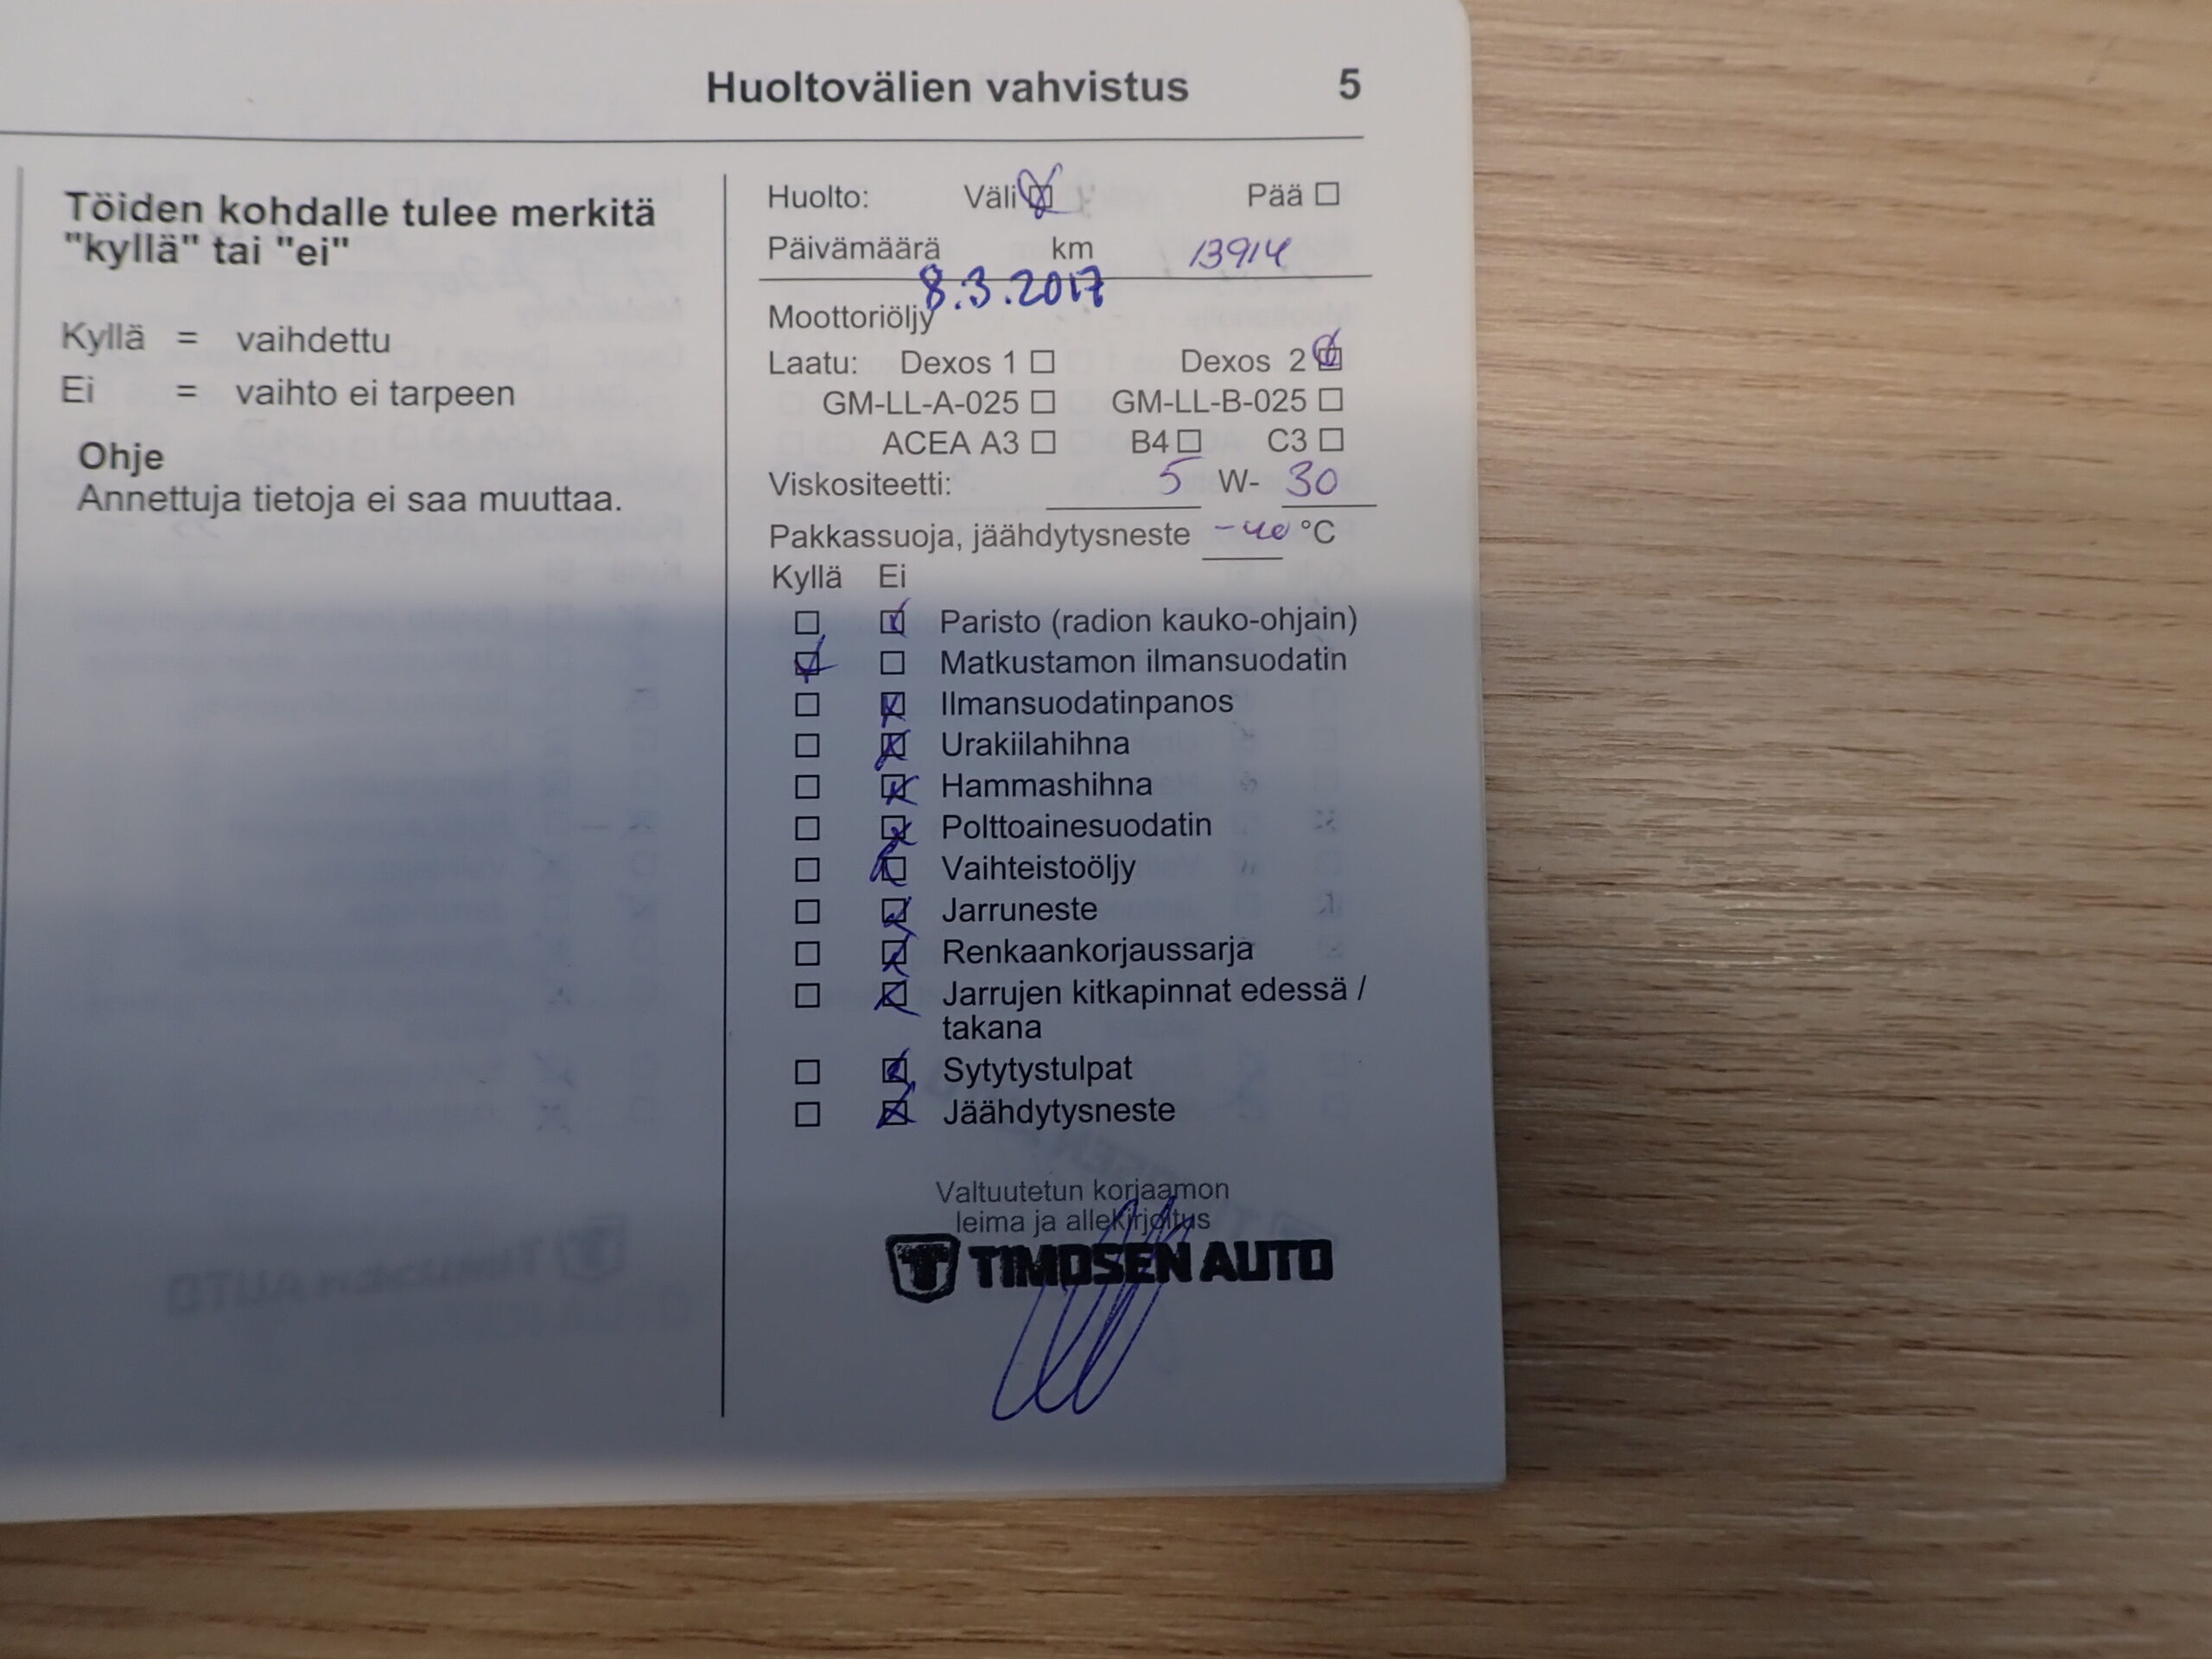 Huoltovälien vahvistus 5
Töiden kohdalle tulee merkitä
"kyllä" tai "ei"
Kyllä = vaihdettu
Ei = vaihto ei tarpeen
Ohje
Annettuja tietoja ei saa muuttaa.
Huolto: Väli Pää
Päivämäärä km 13914
8.3.2017
Moottoriöljy
Laatu: Dexos 1 Dexos 2
GM-LL-A-025 GM-LL-B-025
ACEA A3 B4 C3
Viskositeetti: 5 W- 30
Pakkassuoja, jäähdytysneste -40 °C
Kyllä Ei
Paristo (radion kauko-ohjain)
Matkustamon ilmansuodatin
Ilmansuodatinpanos
Urakiilahihna
Hammashihna
Polttoainesuodatin
Vaihteistoöljy
Jarruneste
Renkaankorjaussarja
Jarrujen kitkapinnat edessä /
takana
Sytytystulpat
Jäähdytysneste
Valtuutetun korjaamon
leima ja allekirjoitus
T TIMOSEN AUTO